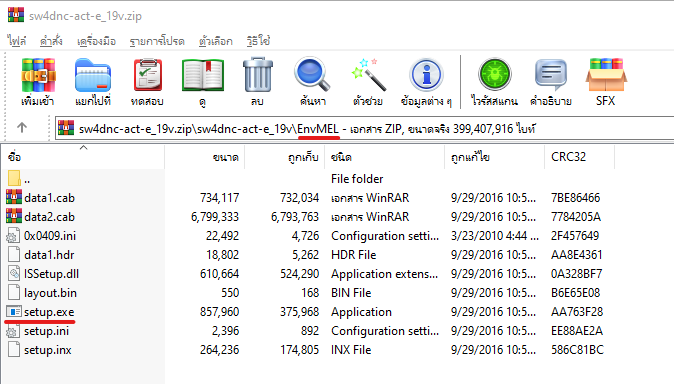 sw4dnc-act-e_19v.zip
ไฟล์ คำสั่ง เครื่องมือ รายการโปรด ตัวเลือก วิธีใช้
เพิ่มเข้า แยกไปที่ ทดสอบ ดู ลบ ค้นหา ตัวช่วย ข้อมูลต่าง ๆ ไวรัสสแกน คำอธิบาย SFX
sw4dnc-act-e_19v.zip\sw4dnc-act-e_19v\EnvMEL - เอกสาร ZIP, ขนาดจริง 399,407,916 ไบท์
ชื่อ ขนาด ถูกเก็บ ชนิด ถูกแก้ไข CRC32
.. File folder
data1.cab 734,117 732,034 เอกสาร WinRAR 9/29/2016 10:5... 7BE86466
data2.cab 6,799,333 6,793,763 เอกสาร WinRAR 9/29/2016 10:5... 7784205A
0x0409.ini 22,492 4,726 Configuration setti... 3/23/2010 4:44 ... 2F457649
data1.hdr 18,802 5,262 HDR File 9/29/2016 10:5... AA8E4361
ISSetup.dll 610,664 524,290 Application extens... 9/29/2016 10:5... 0A328BF7
layout.bin 550 168 BIN File 9/29/2016 10:5... B6E65E08
setup.exe 857,960 375,968 Application 9/29/2016 10:5... AA763F28
setup.ini 2,396 892 Configuration setti... 9/29/2016 10:5... EE88AE2A
setup.inx 264,236 174,805 INX File 9/29/2016 10:5... 586C81BC